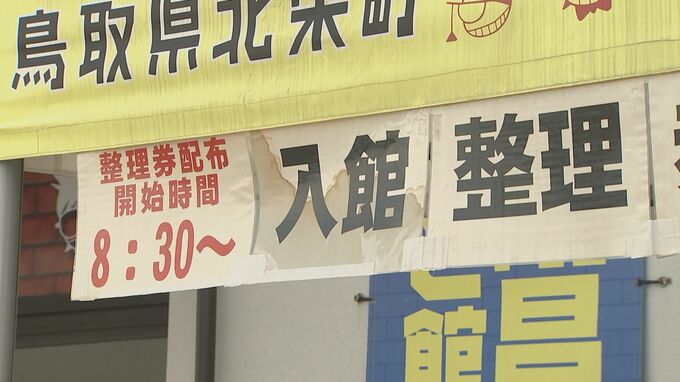 鳥取県北栄町
整理券配布
開始時間
8：30～
入館
整理
館